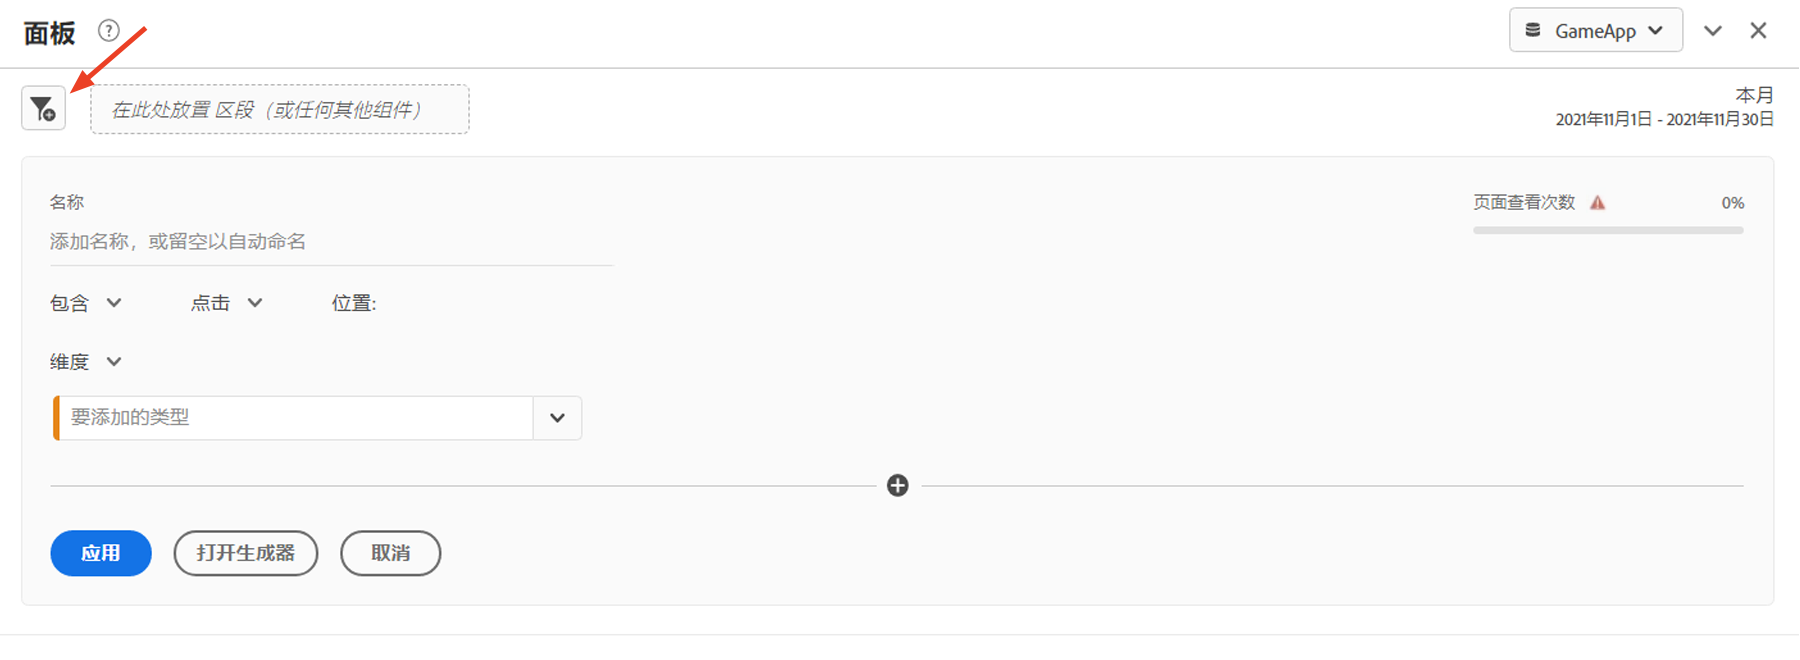 面板
GameApp
在此处放置 区段（或任何其他组件）
本月
2021年11月1日 - 2021年11月30日
名称
页面查看次数 0%
添加名称，或留空以自动命名
包含 点击 位置:
维度
要添加的类型
应用 打开生成器 取消